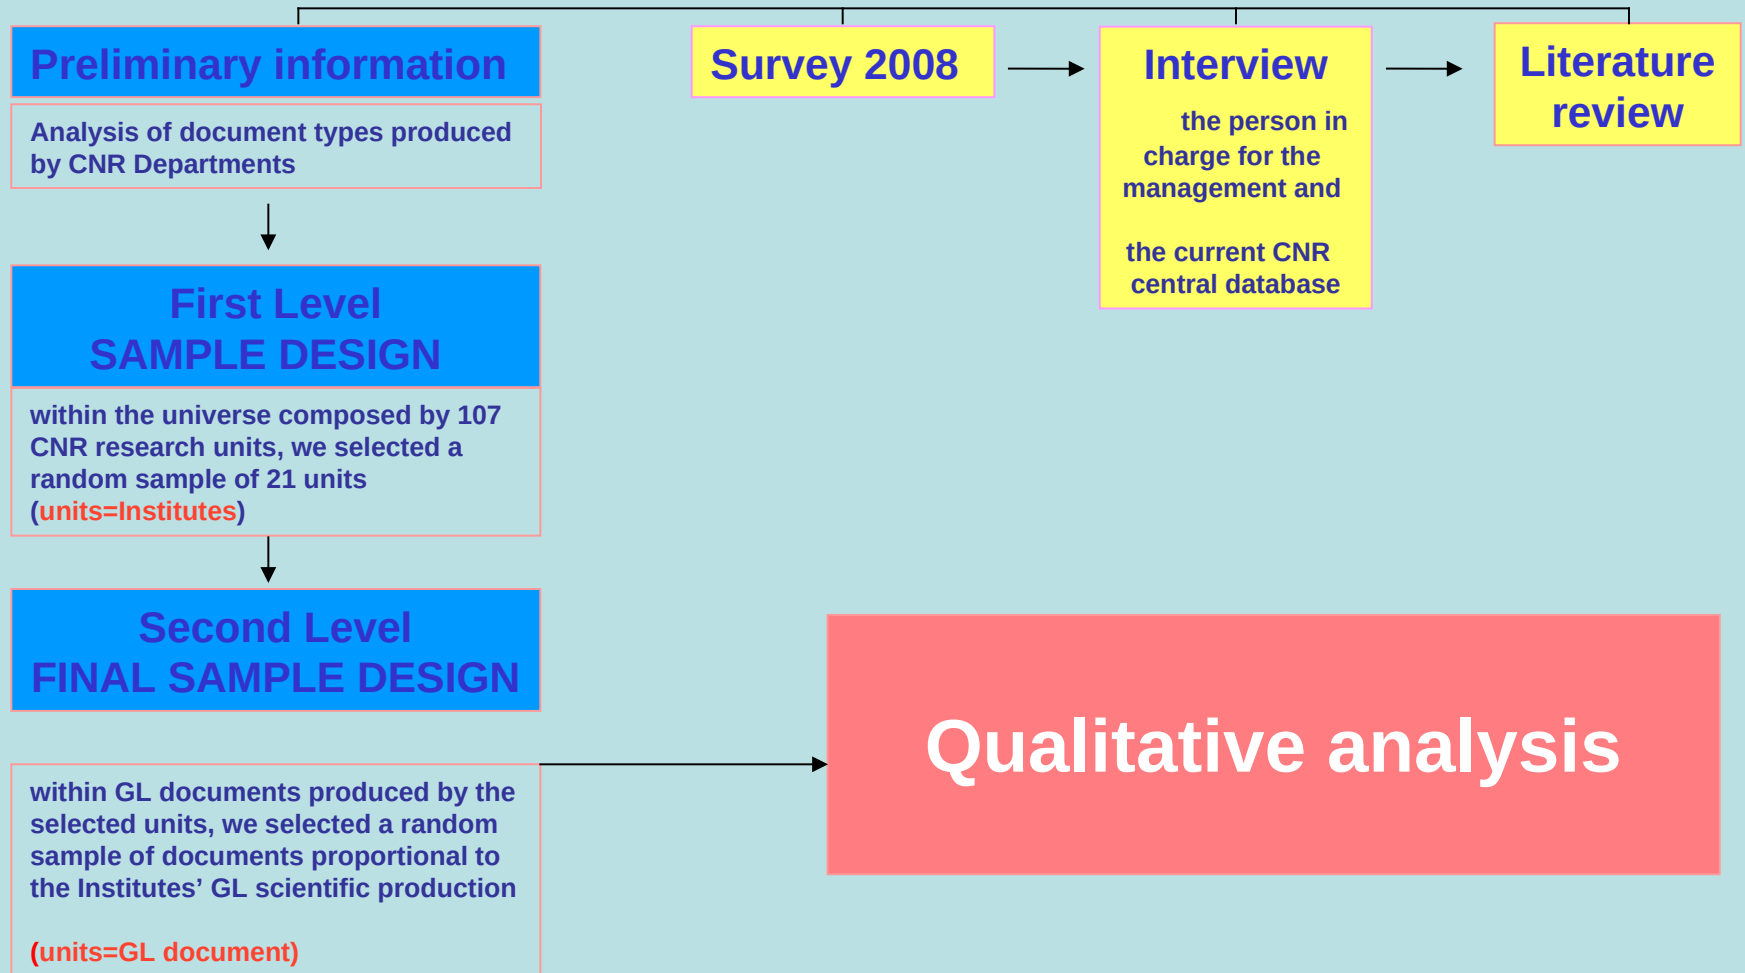 Preliminary information
Analysis of document types produced
by CNR Departments
First Level
SAMPLE DESIGN
within the universe composed by 107
CNR research units, we selected a
random sample of 21 units
(units=Institutes)
Second Level
FINAL SAMPLE DESIGN
within GL documents produced by the
selected units, we selected a random
sample of documents proportional to
the Institutes’ GL scientific production
(units=GL document)
Survey 2008
Interview
the person in
charge for the
management and
the current CNR
central database
Literature
review
Qualitative analysis